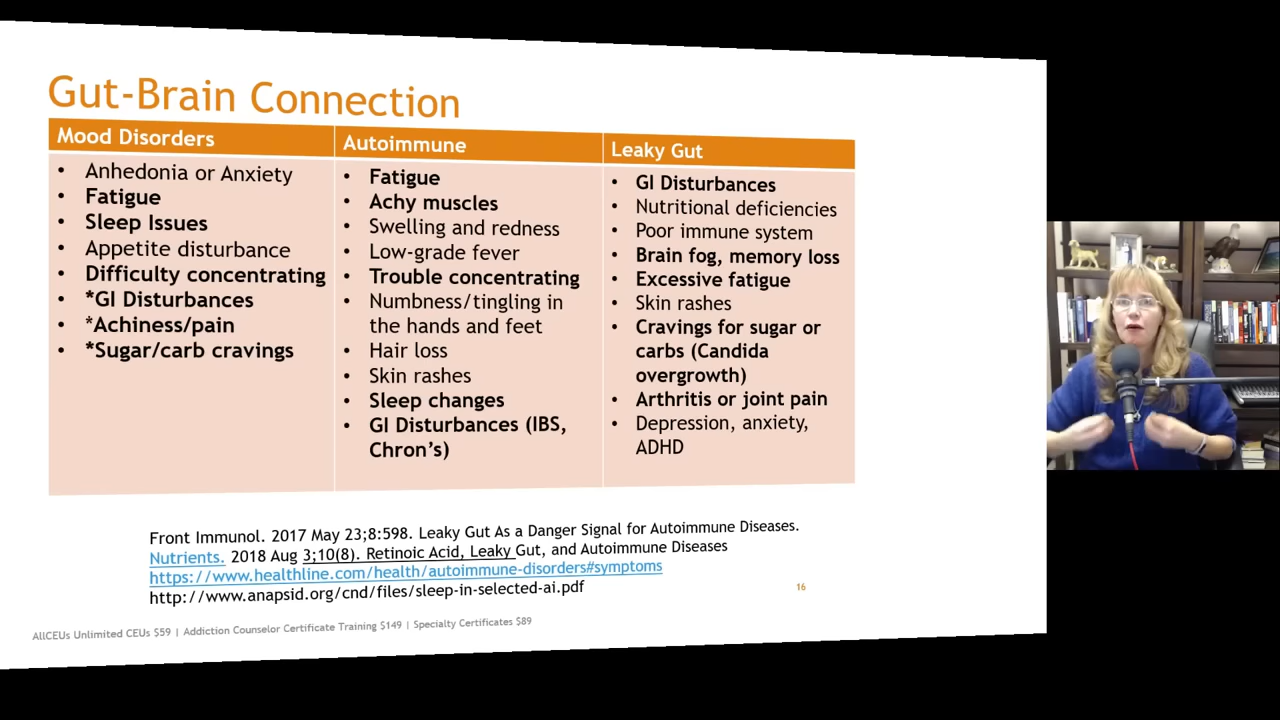 Gut-Brain Connection
Mood Disorders
• Anhedonia or Anxiety
• Fatigue
• Sleep Issues
• Appetite disturbance
• Difficulty concentrating
• *GI Disturbances
• *Achiness/pain
• *Sugar/carb cravings
Autoimmune
• Fatigue
• Achy muscles
• Swelling and redness
• Low-grade fever
• Trouble concentrating
• Numbness/tingling in
the hands and feet
• Hair loss
• Skin rashes
• Sleep changes
• GI Disturbances (IBS,
Chron's)
Leaky Gut
• GI Disturbances
• Nutritional deficiencies
• Poor immune system
• Brain fog, memory loss
• Excessive fatigue
• Skin rashes
• Cravings for sugar or
carbs (Candida
overgrowth)
• Arthritis or joint pain
• Depression, anxiety,
ADHD
Front Immunol. 2017 May 23;8:598. Leaky Gut As a Danger Signal for Autoimmune Diseases.
Nutrients. 2018 Aug 3;10(8). Retinoic Acid, Leaky Gut, and Autoimmune Diseases
https://www.healthline.com/health/autoimmune-disorders#symptoms
http://www.anapsid.org/cnd/files/sleep-in-selected-ai.pdf
16
AllCEUs Unlimited CEUs $59 | Addiction Counselor Certificate Training $149 | Specialty Certificates $89